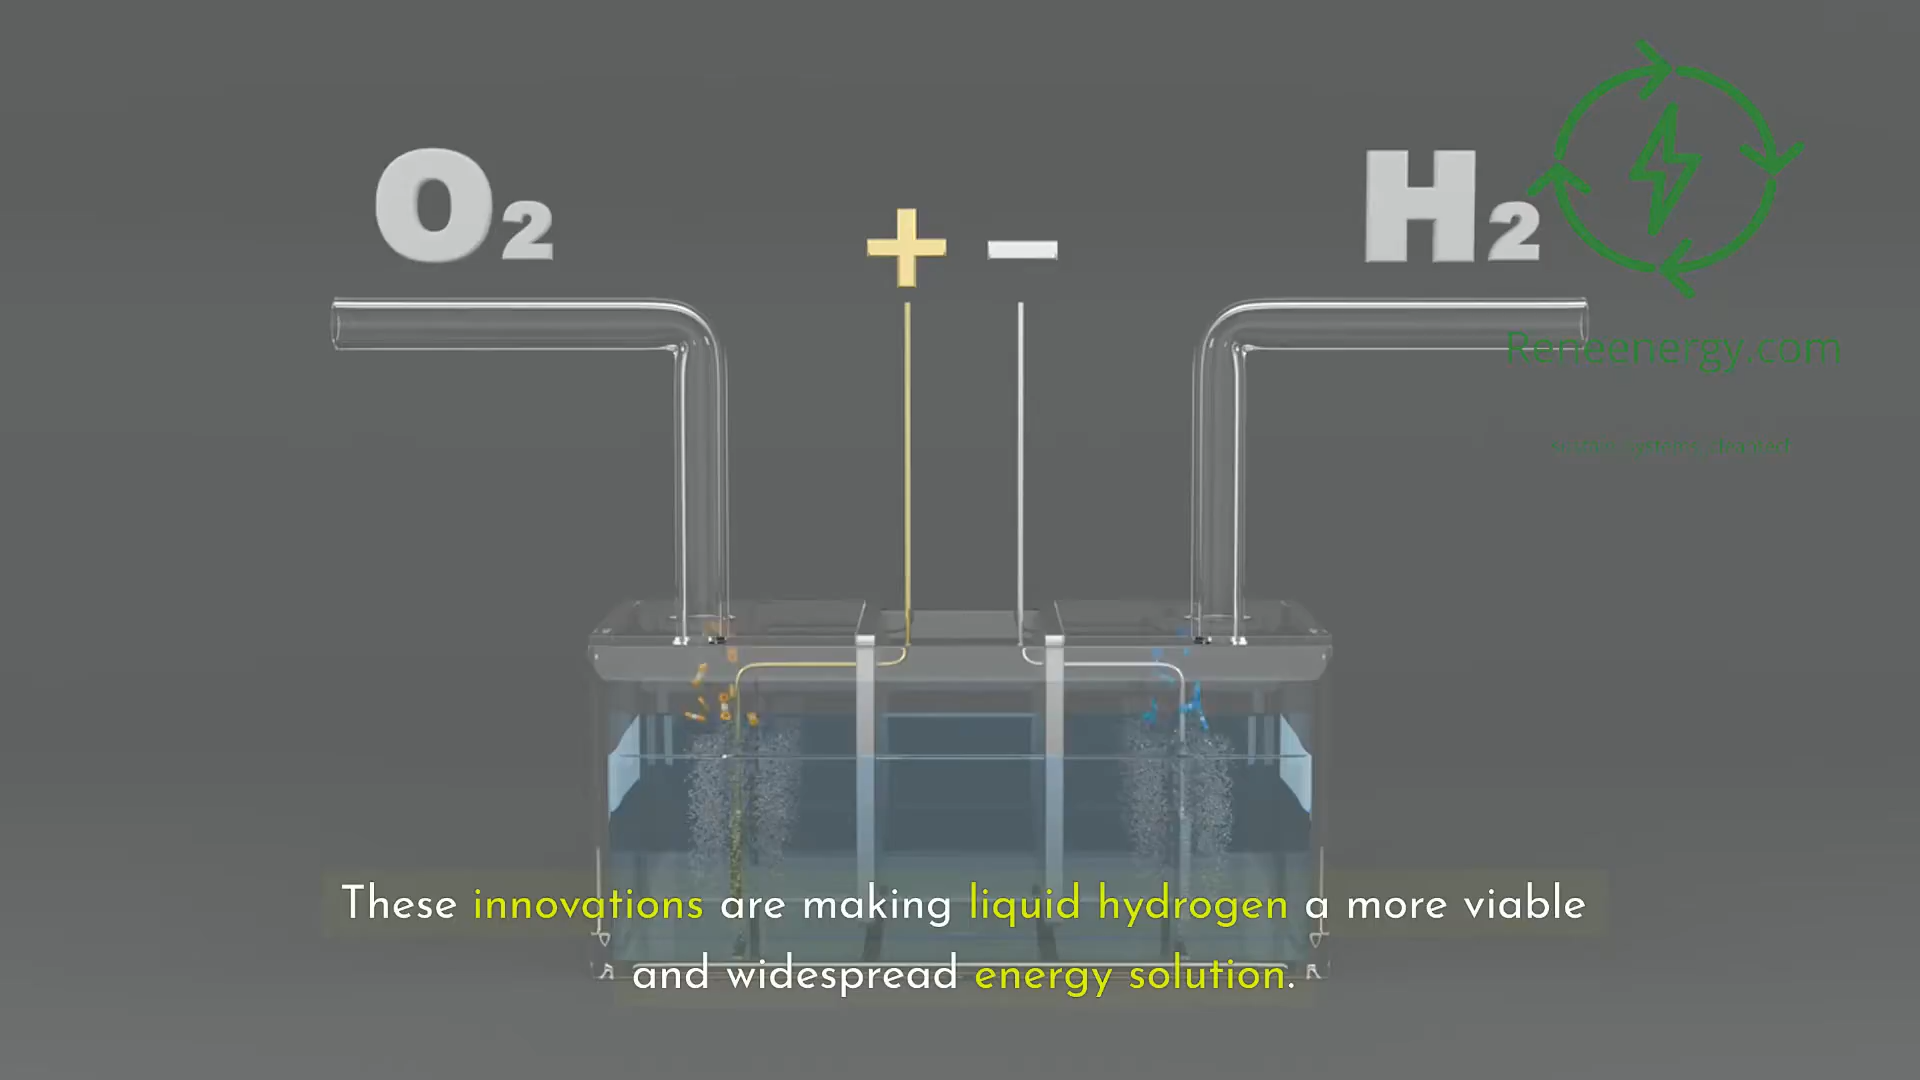 O2
+ −
H2
Reneenergy.com
These innovations are making liquid hydrogen a more viable
and widespread energy solution.